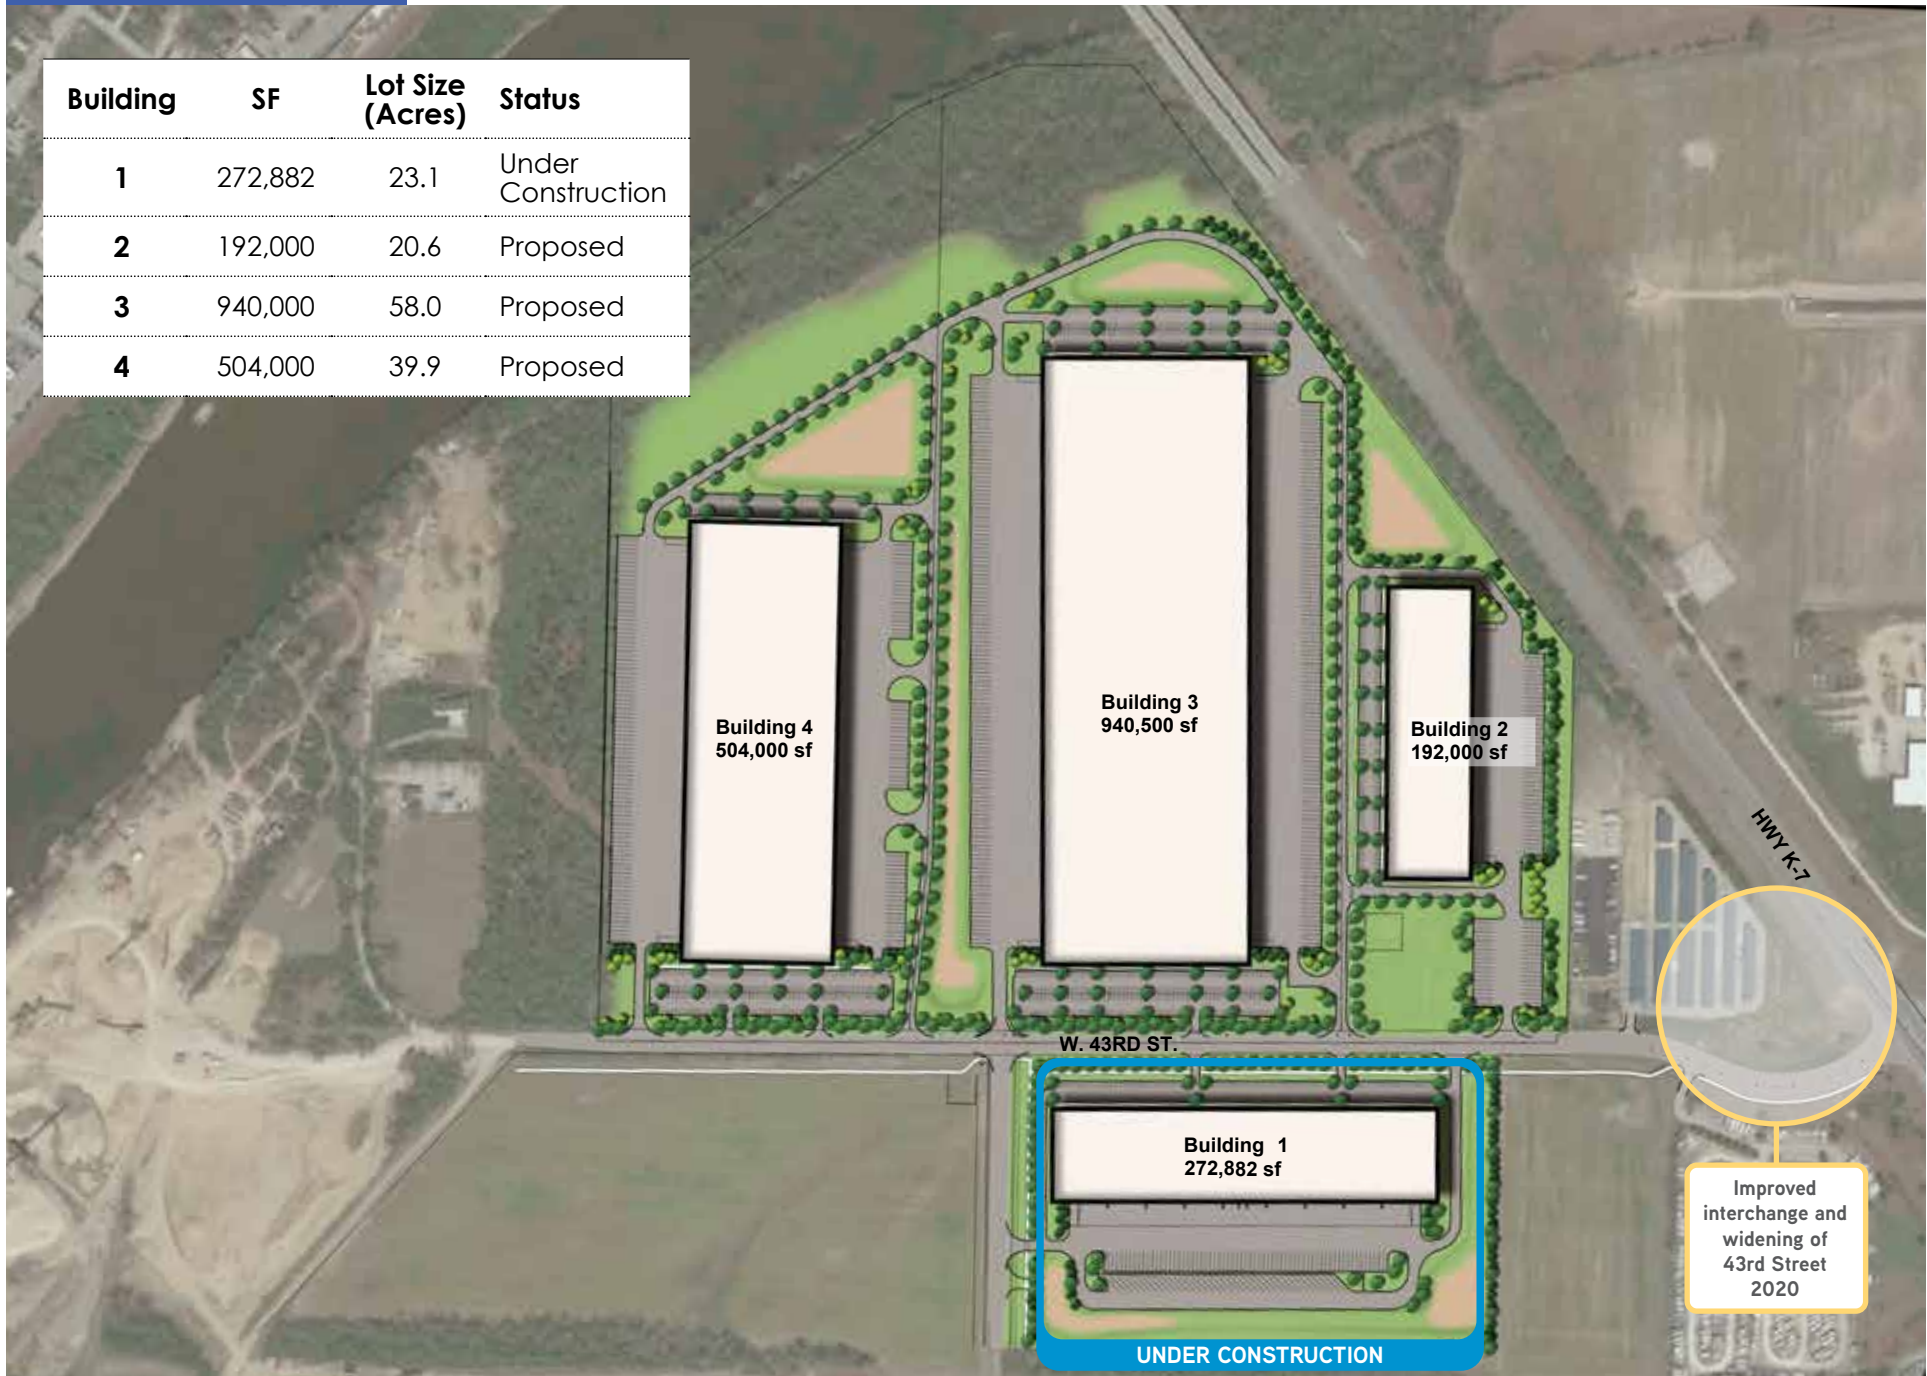 Building SF Lot Size (Acres) Status
1 272,882 23.1 Under Construction
2 192,000 20.6 Proposed
3 940,000 58.0 Proposed
4 504,000 39.9 Proposed
Building 4
504,000 sf
Building 3
940,500 sf
Building 2
192,000 sf
HWY K-7
W. 43RD ST.
Building 1
272,882 sf
UNDER CONSTRUCTION
Improved
interchange and
widening of
43rd Street
2020